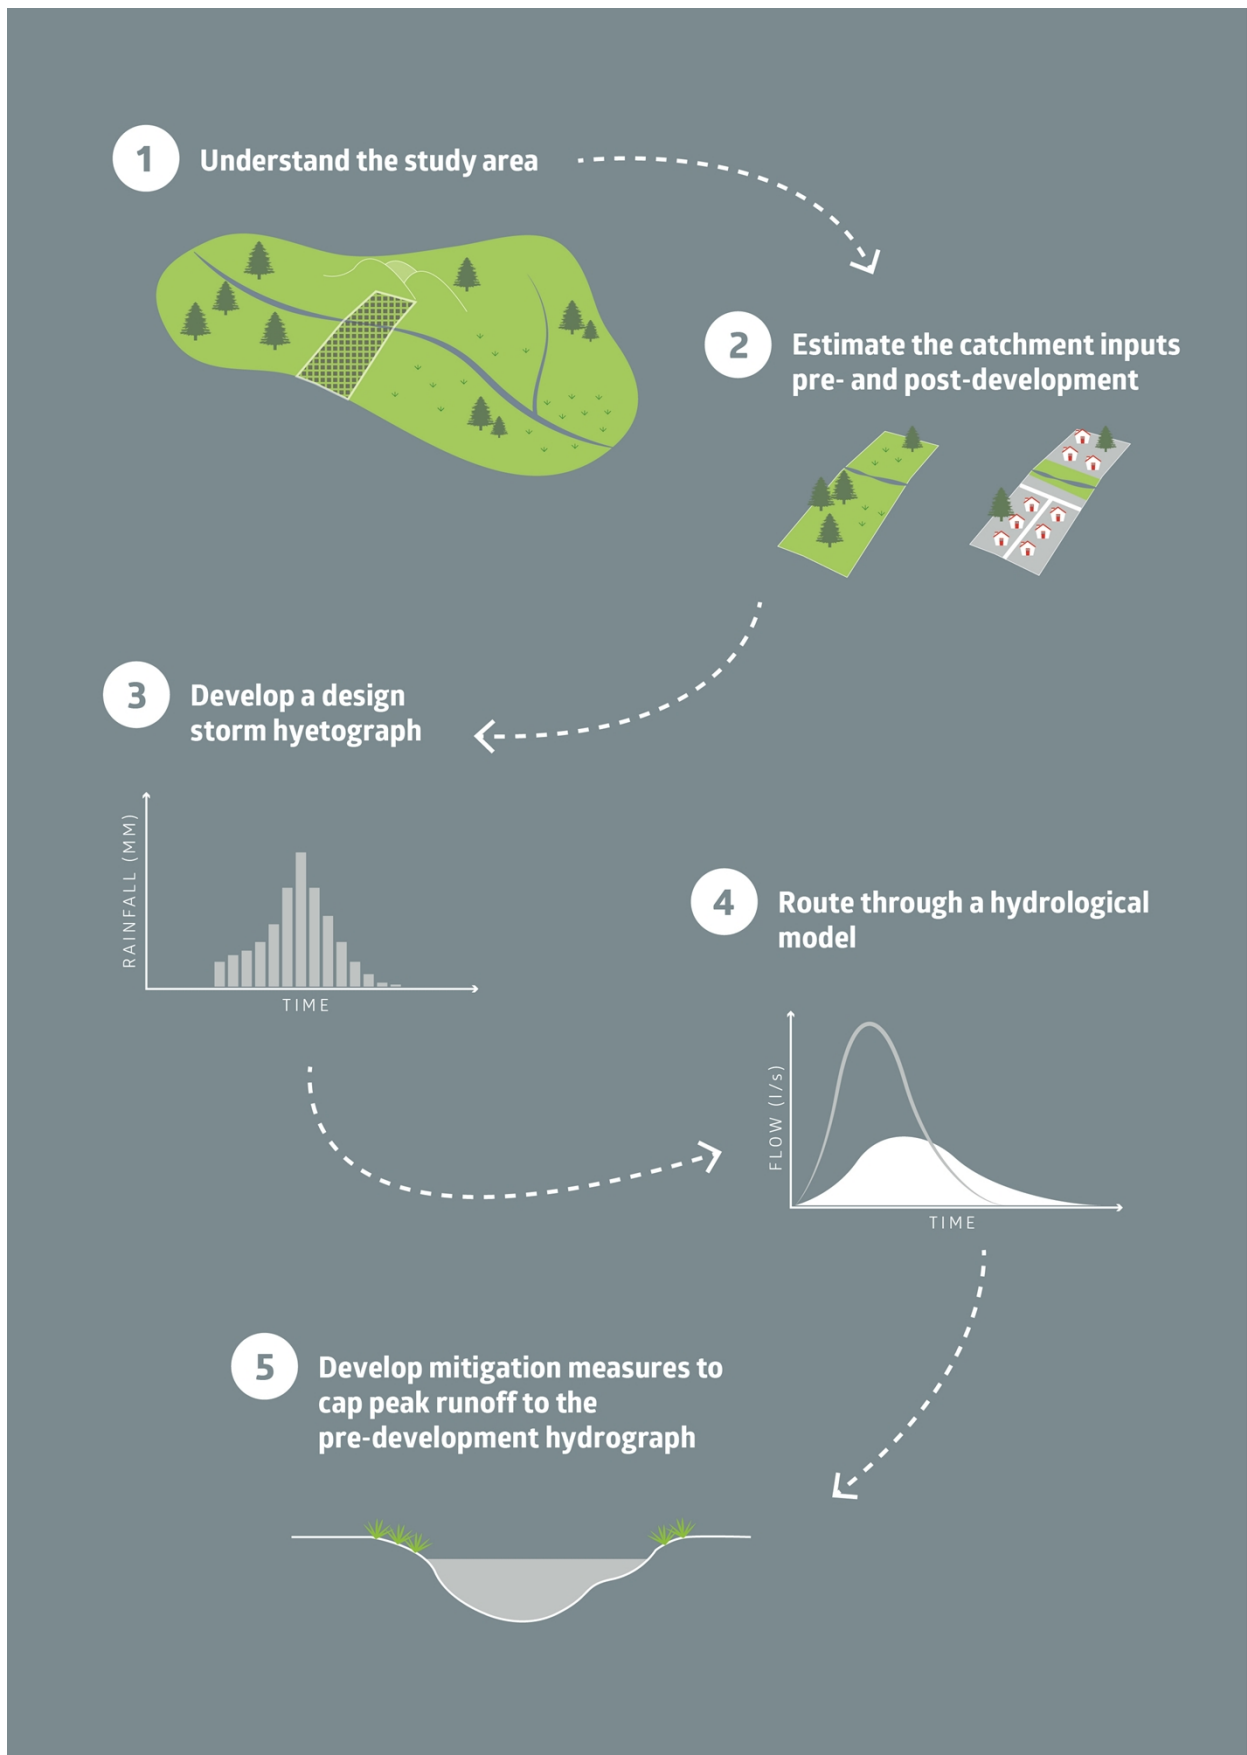 1
Understand the study area
2
Estimate the catchment inputs
pre- and post-development
3
Develop a design
storm hyetograph
RAINFALL (MM)
TIME
4
Route through a hydrological
model
FLOW (l/s)
TIME
5
Develop mitigation measures to
cap peak runoff to the
pre-development hydrograph